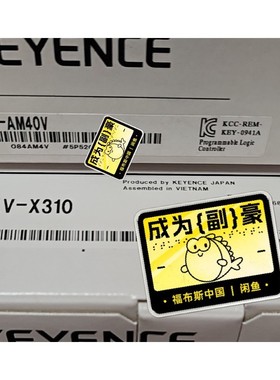 KEYENCE
-AM40V
084AM4V
KCC-REM-
KEY-0941A
Programmable Logic
Controller
成为{副}豪
Produced by KEYENCE JAPAN
Assembled in VIETNAM
V-X310
成为{副}豪
福布斯中国 | 闲鱼
KEYENCE